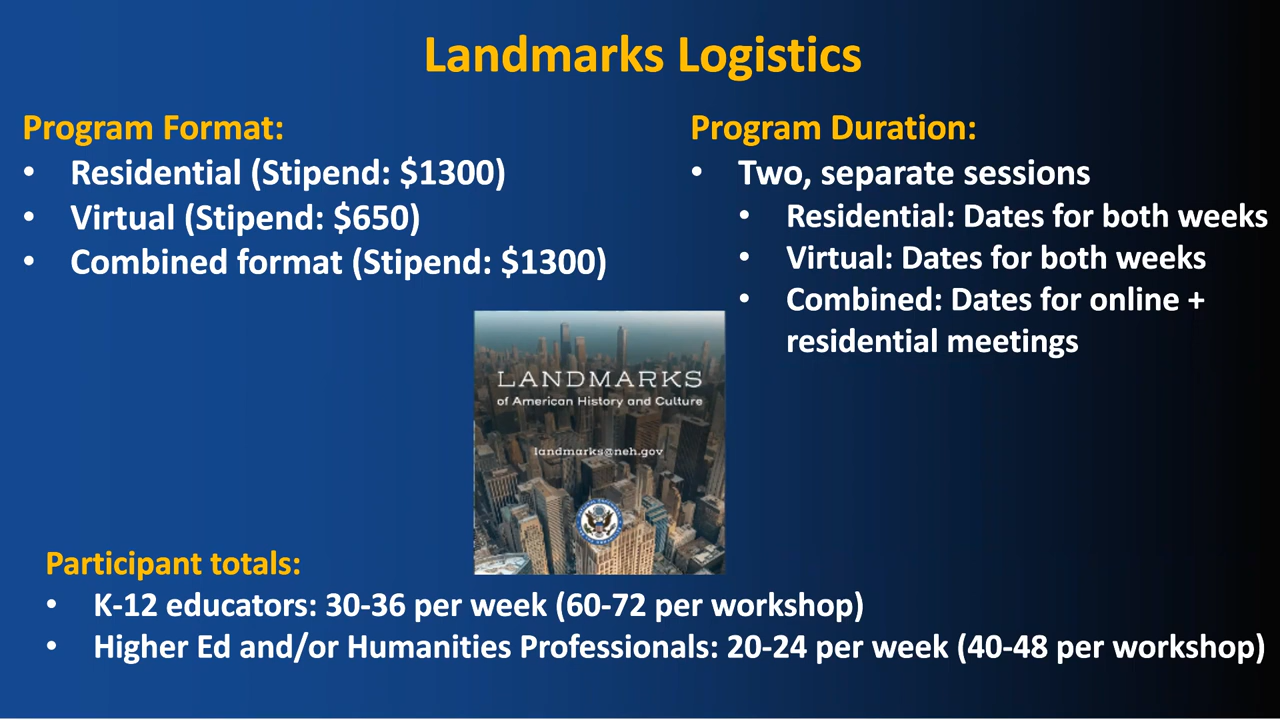 Landmarks Logistics
Program Format:
• Residential (Stipend: $1300)
• Virtual (Stipend: $650)
• Combined format (Stipend: $1300)
Program Duration:
• Two, separate sessions
• Residential: Dates for both weeks
• Virtual: Dates for both weeks
• Combined: Dates for online +
residential meetings
LANDMARKS
of American History and Culture
landmarks@neh.gov
Participant totals:
• K-12 educators: 30-36 per week (60-72 per workshop)
• Higher Ed and/or Humanities Professionals: 20-24 per week (40-48 per workshop)